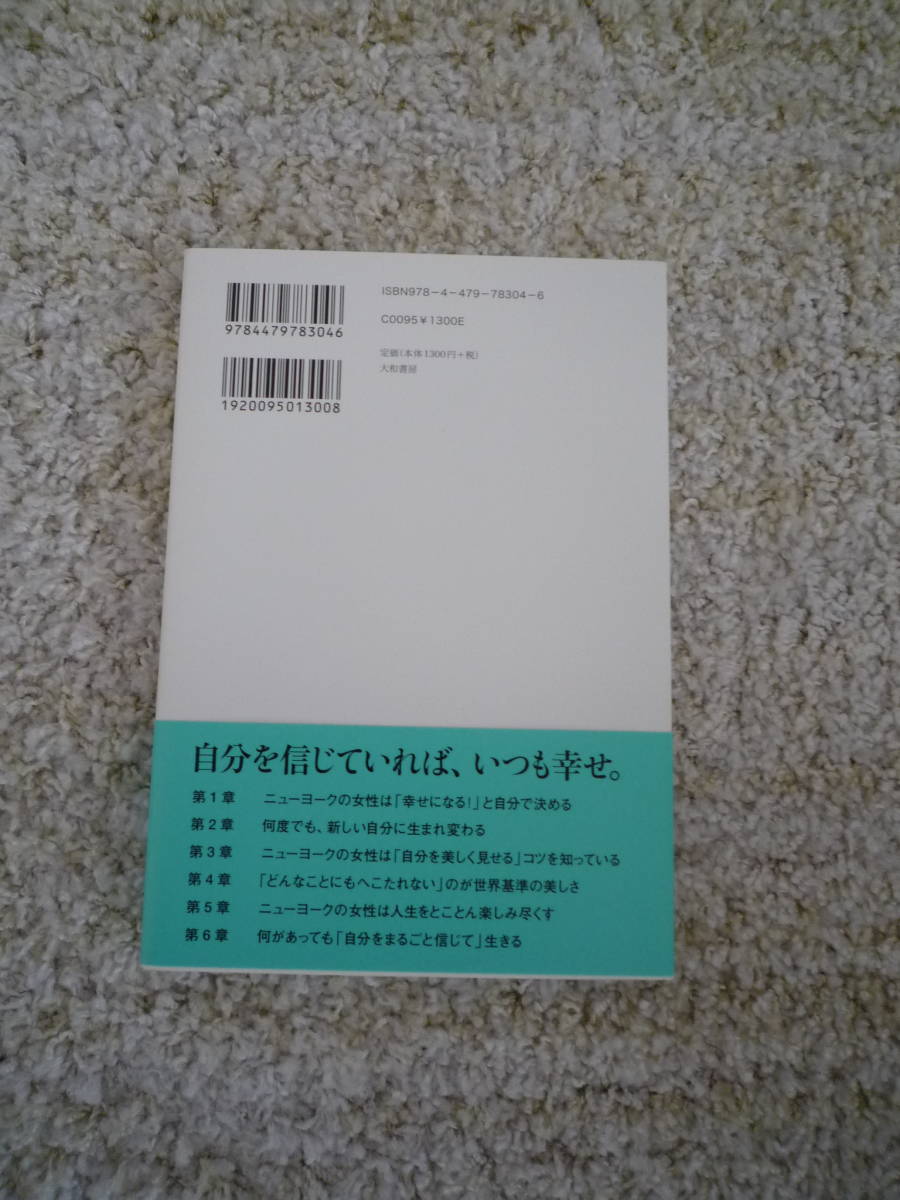 9784479783046
1920095013008
ISBN978-4-479-78304-6
C0095¥1300E
定価(本体1300円+税)
大和書房
自分を信じていれば、いつも幸せ。
第1章 ニューヨークの女性は「幸せになる!」と自分で決める
第2章 何度でも、新しい自分に生まれ変わる
第3章 ニューヨークの女性は「自分を美しく見せる」コツを知っている
第4章 「どんなことにもへこたれない」のが世界基準の美しさ
第5章 ニューヨークの女性は人生をとことん楽しみ尽くす
第6章 何があっても「自分をまるごと信じて」生きる